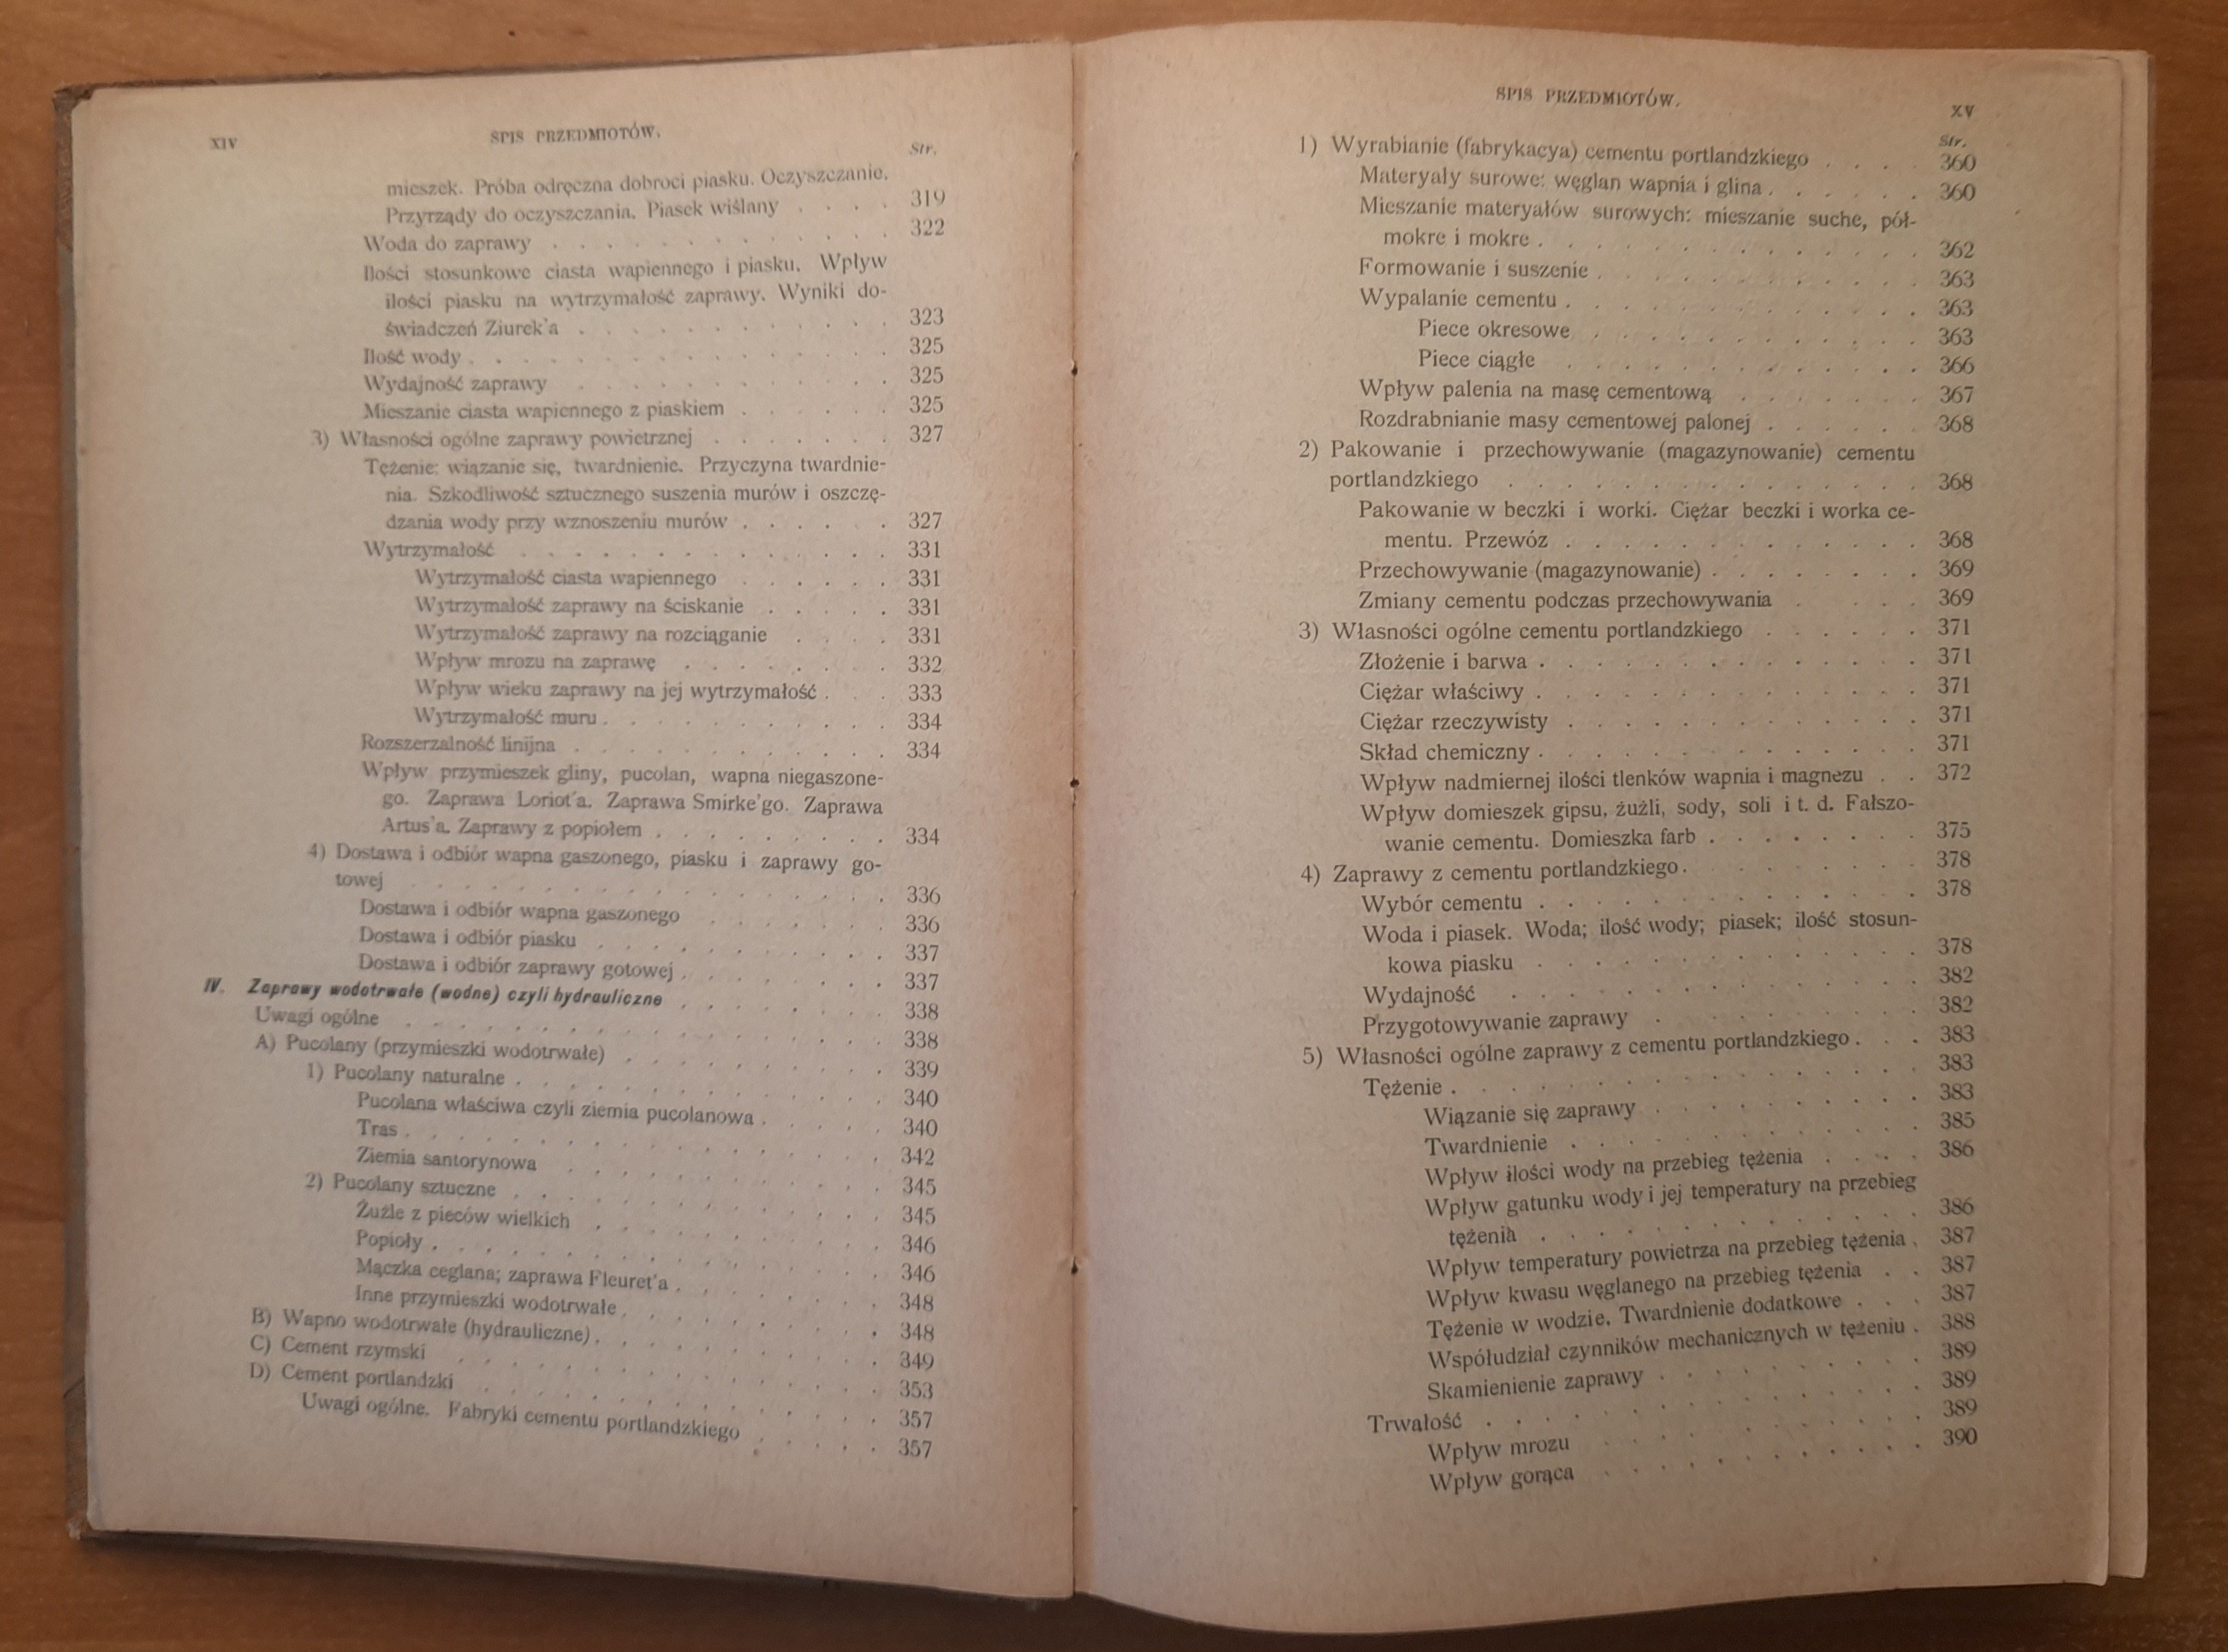 XIV
SPIS PRZEDMIOTÓW.
Str.
mieszek. Próba odręczna dobroci piasku. Oczyszczanie.
Przyrządy do oczyszczania. Piasek wiślany . . . . 319
Woda do zaprawy . . . . . . . . . . . . 322
Ilości stosunkowe ciasta wapiennego i piasku. Wpływ
ilości piasku na wytrzymałość zaprawy. Wyniki do-
świadczeń Ziurek'a . . . . . . . . . . . 323
Ilość wody . . . . . . . . . . . . . . 325
Wydajność zaprawy . . . . . . . . . . . 325
Mieszanie ciasta wapiennego z piaskiem . . . . . . 325
3) Własności ogólne zaprawy powietrznej . . . . . . . 327
Tężenie: wiązanie się, twardnienie. Przyczyna twardnie-
nia. Szkodliwość sztucznego suszenia murów i oszczę-
dzania wody przy wznoszeniu murów . . . . . 327
Wytrzymałość . . . . . . . . . . . . . 331
Wytrzymałość ciasta wapiennego . . . . . . 331
Wytrzymałość zaprawy na ściskanie . . . . . 331
Wytrzymałość zaprawy na rozciąganie . . . . 331
Wpływ mrozu na zaprawę . . . . . . . . 332
Wpływ wieku zaprawy na jej wytrzymałość . . . 333
Wytrzymałość muru . . . . . . . . . . . 334
Rozszerzalność linijna . . . . . . . . . . . 334
Wpływ przymieszek gliny, pucolan, wapna niegaszone-
go. Zaprawa Loriot'a. Zaprawa Smirke'go. Zaprawa
Artus'a. Zaprawy z popiołem . . . . . . . . . 334
4) Dostawa i odbiór wapna gaszonego, piasku i zaprawy go-
towej . . . . . . . . . . . . . . . . 336
Dostawa i odbiór wapna gaszonego . . . . . . . 336
Dostawa i odbiór piasku . . . . . . . . . . 337
Dostawa i odbiór zaprawy gotowej . . . . . . . 337
IV. Zaprawy wodotrwałe (wodne) czyli hydrauliczne . . . . . . . 338
Uwagi ogólne . . . . . . . . . . . . . . . 338
A) Pucolany (przymieszki wodotrwałe) . . . . . . . . . 339
1) Pucolany naturalne . . . . . . . . . . . . . 340
Pucolana właściwa czyli ziemia pucolanowa . . . . . 340
Tras . . . . . . . . . . . . . . . . 342
Ziemia santorynowa . . . . . . . . . . . . 345
2) Pucolany sztuczne . . . . . . . . . . . . . 345
Żużle z pieców wielkich . . . . . . . . . . . 346
Popioły . . . . . . . . . . . . . . . . 346
Mączka ceglana; zaprawa Fleuret'a . . . . . . . . 348
Inne przymieszki wodotrwałe . . . . . . . . . . 348
B) Wapno wodotrwałe (hydrauliczne) . . . . . . . . . . 349
C) Cement rzymski . . . . . . . . . . . . . . . 353
D) Cement portlandzki . . . . . . . . . . . . . . 357
Uwagi ogólne. Fabryki cementu portlandzkiego . . . . . 357
SPIS PRZEDMIOTÓW.
XV
Str.
1) Wyrabianie (fabrykacya) cementu portlandzkiego . . . . 360
Materyały surowe: węglan wapnia i glina . . . . . . 360
Mieszanie materyałów surowych: mieszanie suche, pół-
mokre i mokre . . . . . . . . . . . . . 362
Formowanie i suszenie . . . . . . . . . . . 363
Wypalanie cementu . . . . . . . . . . . . 363
Piece okresowe . . . . . . . . . . . . 363
Piece ciągłe . . . . . . . . . . . . . 366
Wpływ palenia na masę cementową . . . . . . . 367
Rozdrabnianie masy cementowej palonej . . . . . . 368
2) Pakowanie i przechowywanie (magazynowanie) cementu
portlandzkiego . . . . . . . . . . . . . . 368
Pakowanie w beczki i worki. Ciężar beczki i worka ce-
mentu. Przewóz . . . . . . . . . . . . . 368
Przechowywanie (magazynowanie) . . . . . . . . 369
Zmiany cementu podczas przechowywania . . . . 369
3) Własności ogólne cementu portlandzkiego . . . . . . 371
Złożenie i barwa . . . . . . . . . . . . . 371
Ciężar właściwy . . . . . . . . . . . . . 371
Ciężar rzeczywisty . . . . . . . . . . . . 371
Skład chemiczny . . . . . . . . . . . . . 371
Wpływ nadmiernej ilości tlenków wapnia i magnezu . . 372
Wpływ domieszek gipsu, żużli, sody, soli i t. d. Fałszo-
wanie cementu. Domieszka farb . . . . . . . . 375
4) Zaprawy z cementu portlandzkiego . . . . . . . . 378
Wybór cementu . . . . . . . . . . . . . 378
Woda i piasek. Woda; ilość wody; piasek; ilość stosun-
kowa piasku . . . . . . . . . . . . . 378
Wydajność . . . . . . . . . . . . . . 382
Przygotowywanie zaprawy . . . . . . . . . 382
5) Własności ogólne zaprawy z cementu portlandzkiego . . . 383
Tężenie . . . . . . . . . . . . . . . . 383
Wiązanie się zaprawy . . . . . . . . . . 383
Twardnienie . . . . . . . . . . . . . 385
Wpływ ilości wody na przebieg tężenia . . . . 386
Wpływ gatunku wody i jej temperatury na przebieg
tężenia . . . . . . . . . . . . . . 386
Wpływ temperatury powietrza na przebieg tężenia . 387
Wpływ kwasu węglanego na przebieg tężenia . . 387
Tężenie w wodzie. Twardnienie dodatkowe . . . 387
Współudział czynników mechanicznych w tężeniu . 388
Skamienienie zaprawy . . . . . . . . . . 389
Trwałość . . . . . . . . . . . . . . . 389
Wpływ mrozu . . . . . . . . . . . . . 389
Wpływ gorąca . . . . . . . . . . . . . 390